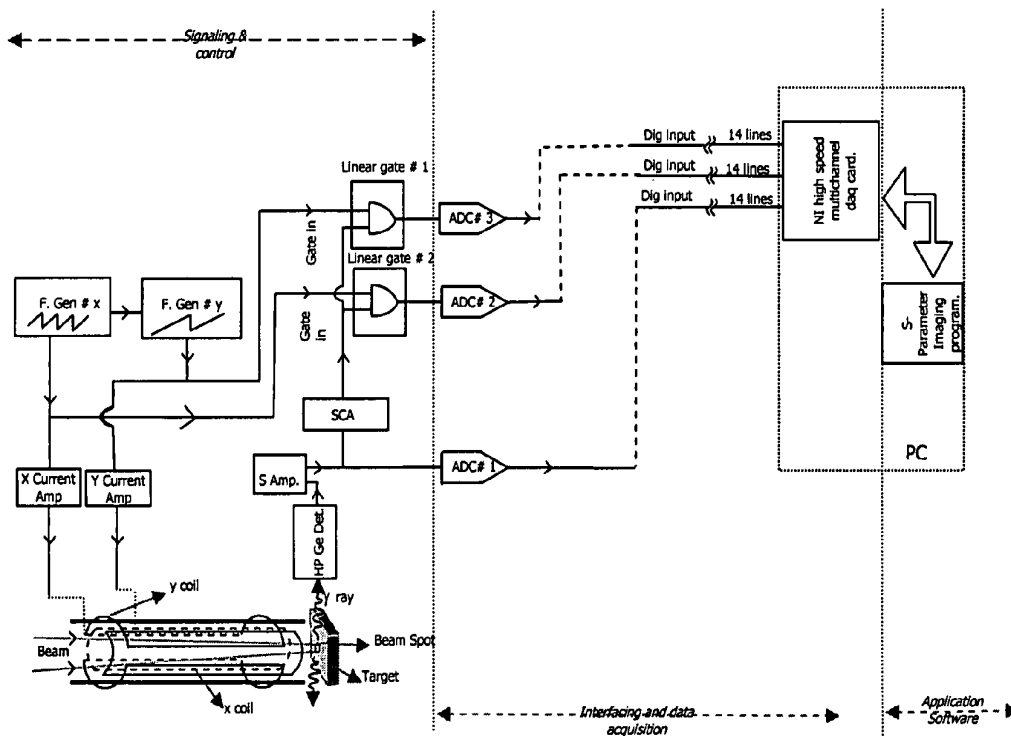 Signaling &
control
Linear gate # 1
Gate in
ADC# 3
Dig input
14 lines
Dig input
14 lines
Dig input
14 lines
NI high speed
multichannel
daq card.
Linear gate # 2
Gate
in
ADC# 2
F. Gen # x
F. Gen # y
S-
Parameter
Imaging
program.
SCA
PC
X Current
Amp
Y Current
Amp
S Amp.
ADC# 1
HP Ge Det.
y coil
γ ray
Beam
Beam Spot
Target
x coil
Interfacing and data
acquisition
Application
Software